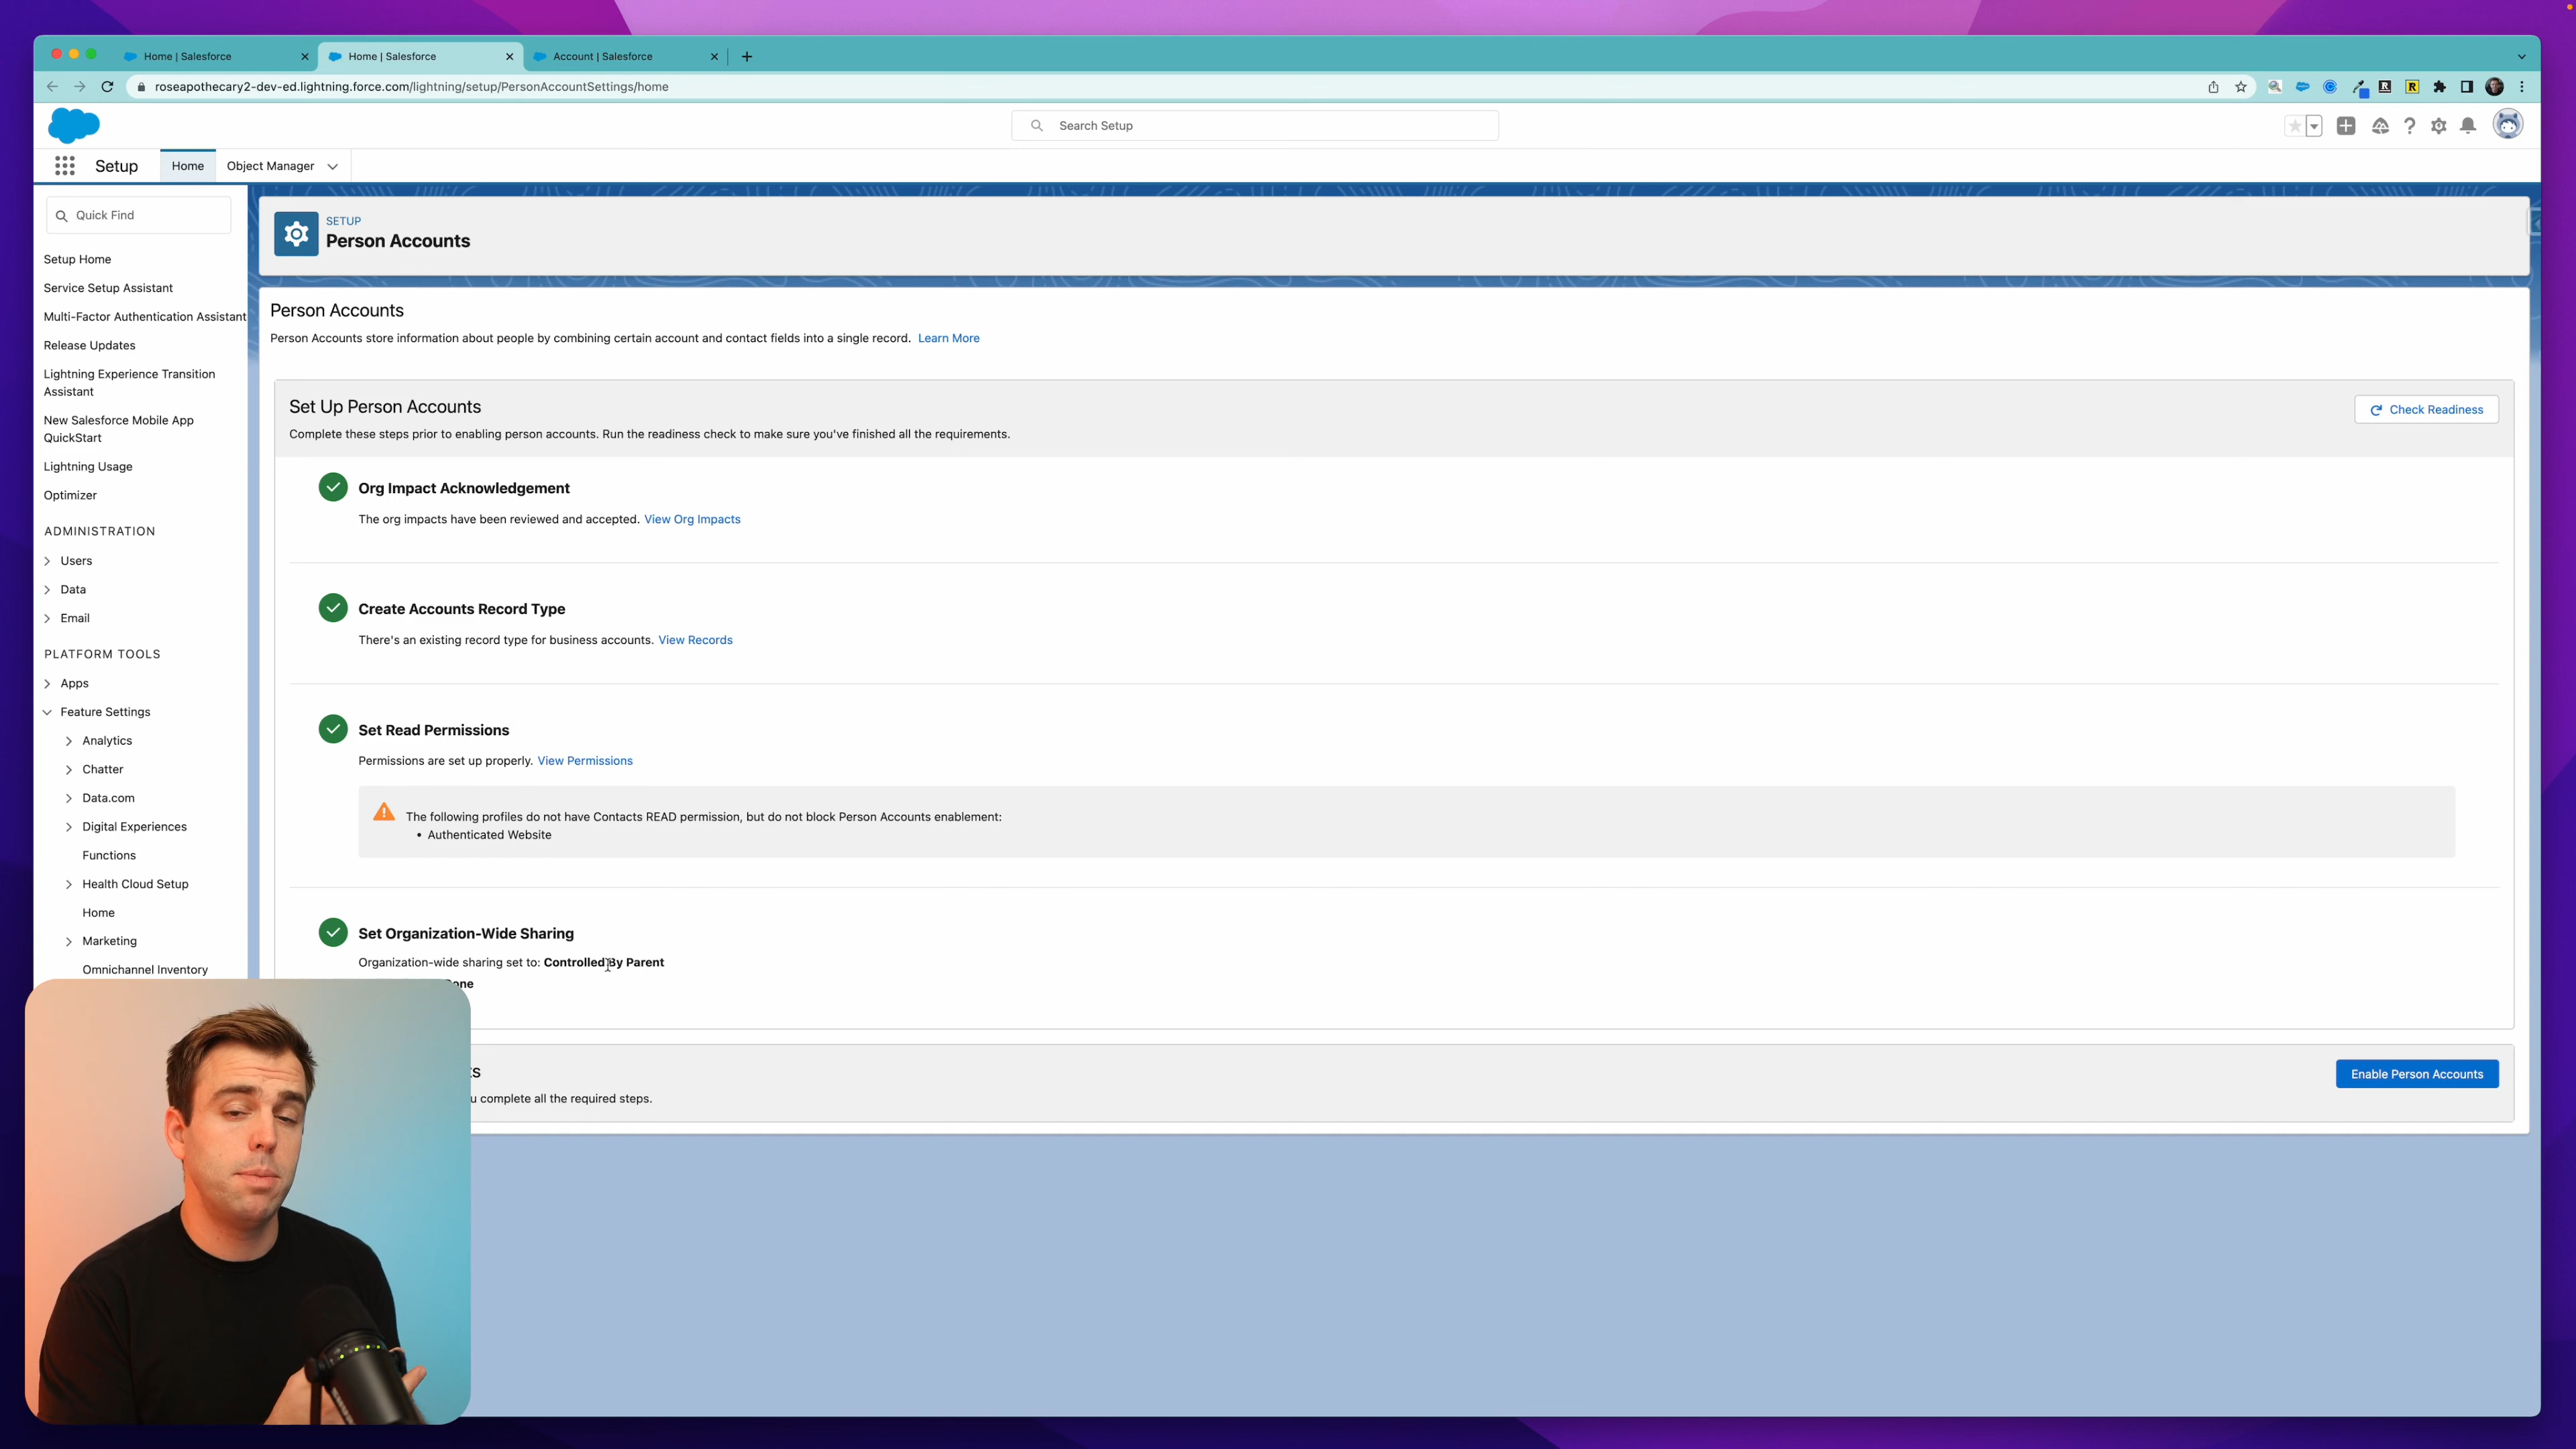 Home | Salesforce
Home | Salesforce
Account | Salesforce
roseapothecary2-dev-ed.lightning.force.com/lightning/setup/PersonAccountSettings/home
Search Setup
Setup
Home
Object Manager
Quick Find
Setup Home
Service Setup Assistant
Multi-Factor Authentication Assistant
Release Updates
Lightning Experience Transition
Assistant
New Salesforce Mobile App
QuickStart
Lightning Usage
Optimizer
ADMINISTRATION
Users
Data
Email
PLATFORM TOOLS
Apps
Feature Settings
Analytics
Chatter
Data.com
Digital Experiences
Functions
Health Cloud Setup
Home
Marketing
Omnichannel Inventory
SETUP
Person Accounts
Person Accounts
Person Accounts store information about people by combining certain account and contact fields into a single record. Learn More
Set Up Person Accounts
Check Readiness
Complete these steps prior to enabling person accounts. Run the readiness check to make sure you've finished all the requirements.
Org Impact Acknowledgement
The org impacts have been reviewed and accepted. View Org Impacts
Create Accounts Record Type
There's an existing record type for business accounts. View Records
Set Read Permissions
Permissions are set up properly. View Permissions
The following profiles do not have Contacts READ permission, but do not block Person Accounts enablement:
• Authenticated Website
Set Organization-Wide Sharing
Organization-wide sharing set to: Controlled By Parent
Enable Person Accounts
complete all the required steps.